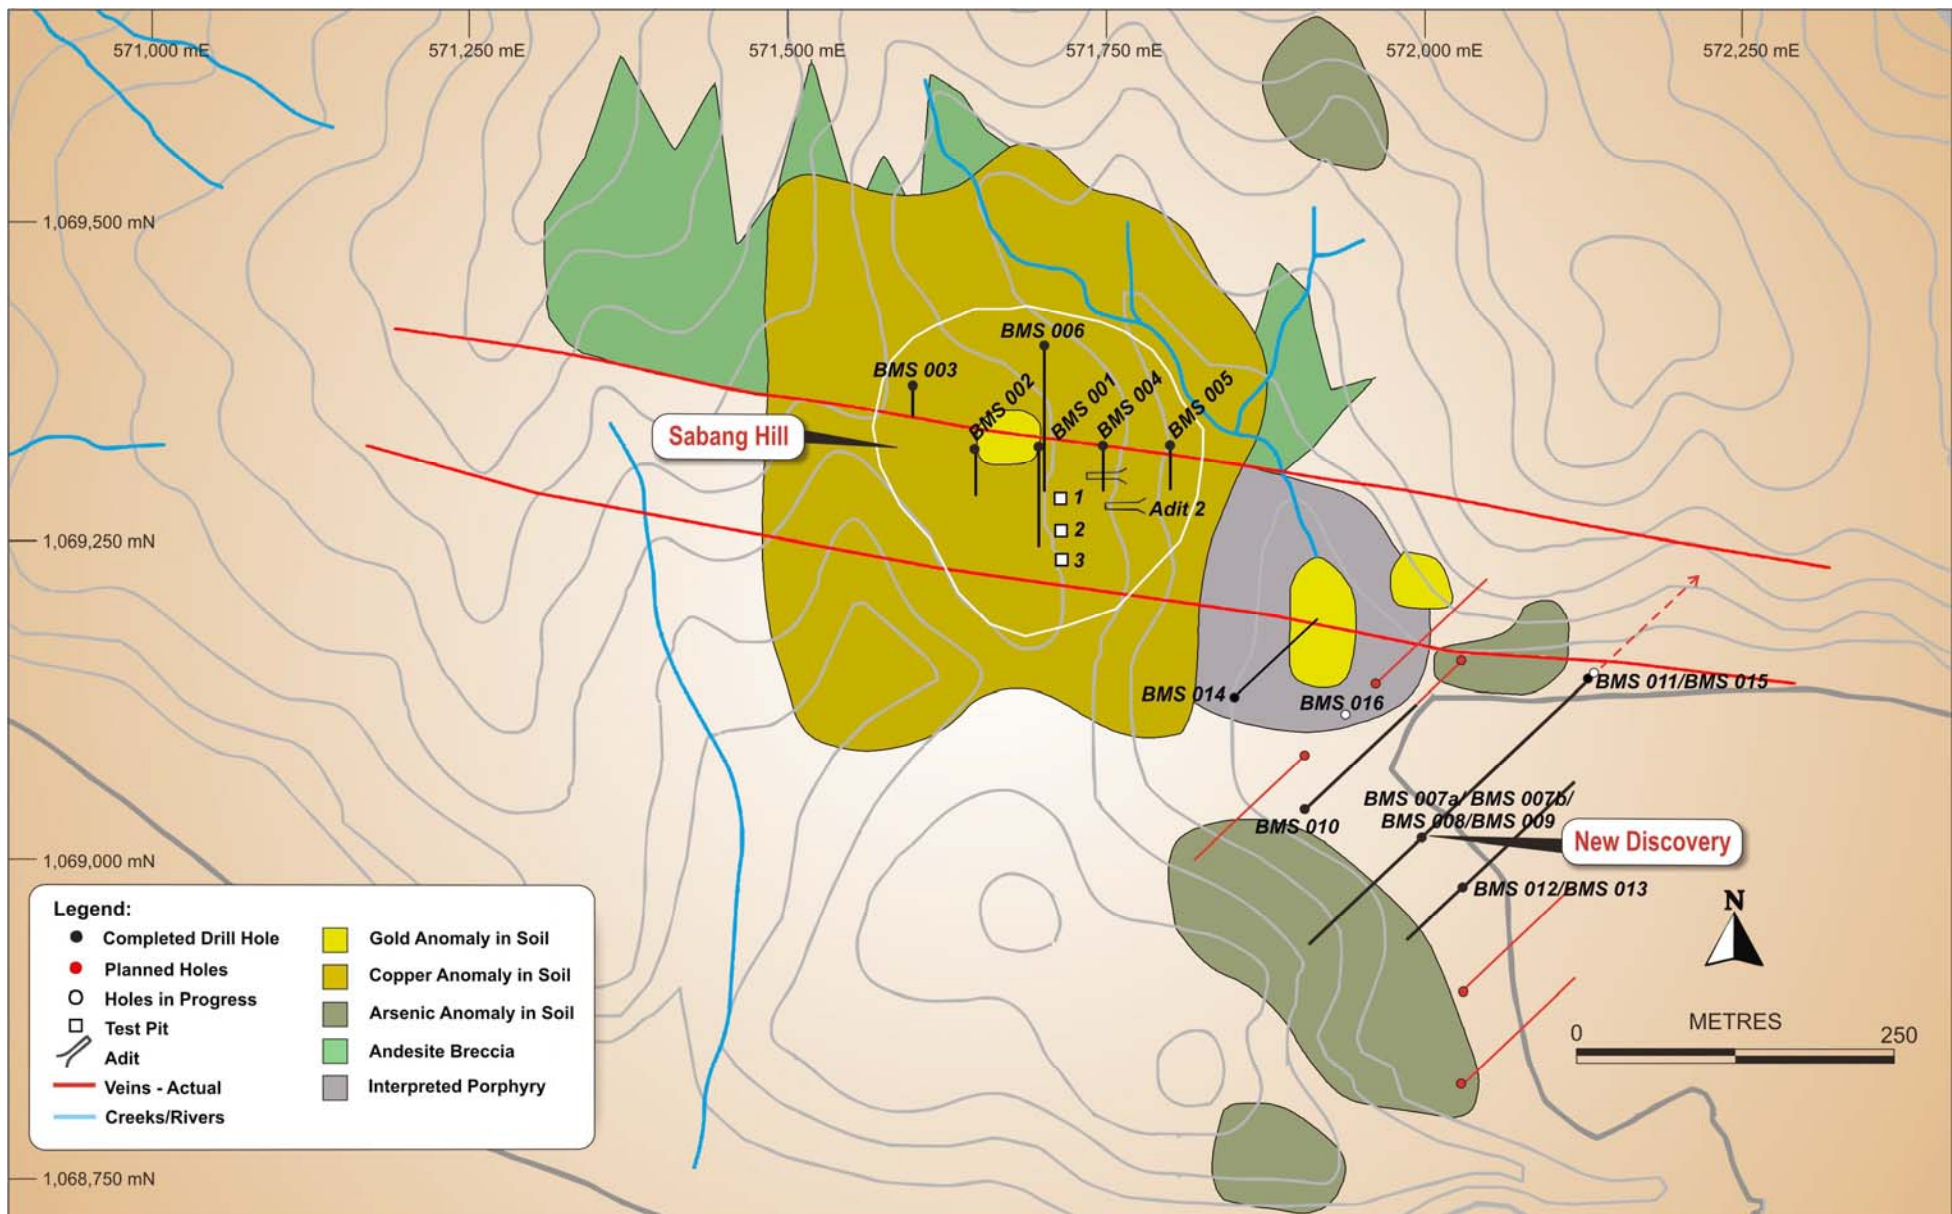 571,000 mE
571,250 mE
571,500 mE
571,750 mE
572,000 mE
572,250 mE
1,069,500 mN
BMS 006
BMS 003
BMS 002
BMS 001
BMS 004
BMS 005
Sabang Hill
1
Adit 2
2
1,069,250 mN
3
BMS 011/BMS 015
BMS 014
BMS 016
BMS 007a/ BMS 007b/
BMS 008/BMS 009
BMS 010
New Discovery
1,069,000 mN
BMS 012/BMS 013
N
METRES
0
250
Legend:
Completed Drill Hole
Planned Holes
Holes in Progress
Test Pit
Adit
Veins - Actual
Creeks/Rivers
Gold Anomaly in Soil
Copper Anomaly in Soil
Arsenic Anomaly in Soil
Andesite Breccia
Interpreted Porphyry
1,068,750 mN